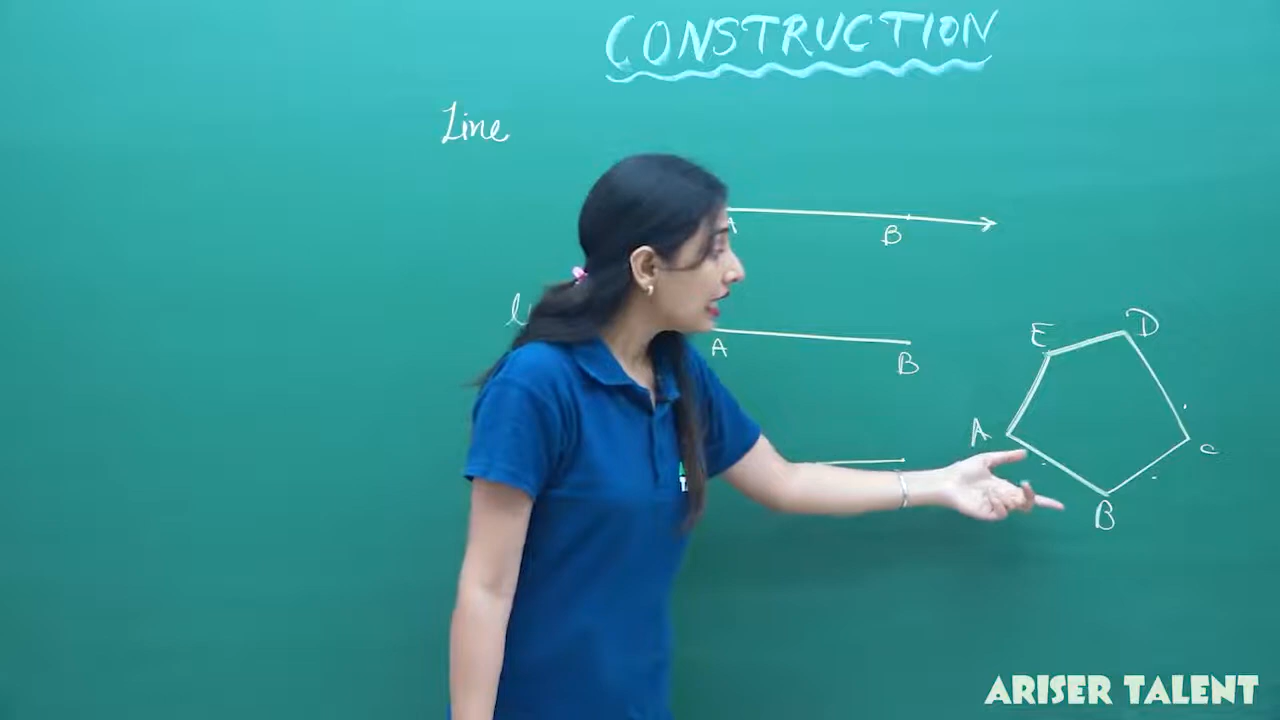 CONSTRUCTION
Line
A B
A B
E D
A C
B
ARISER TALENT